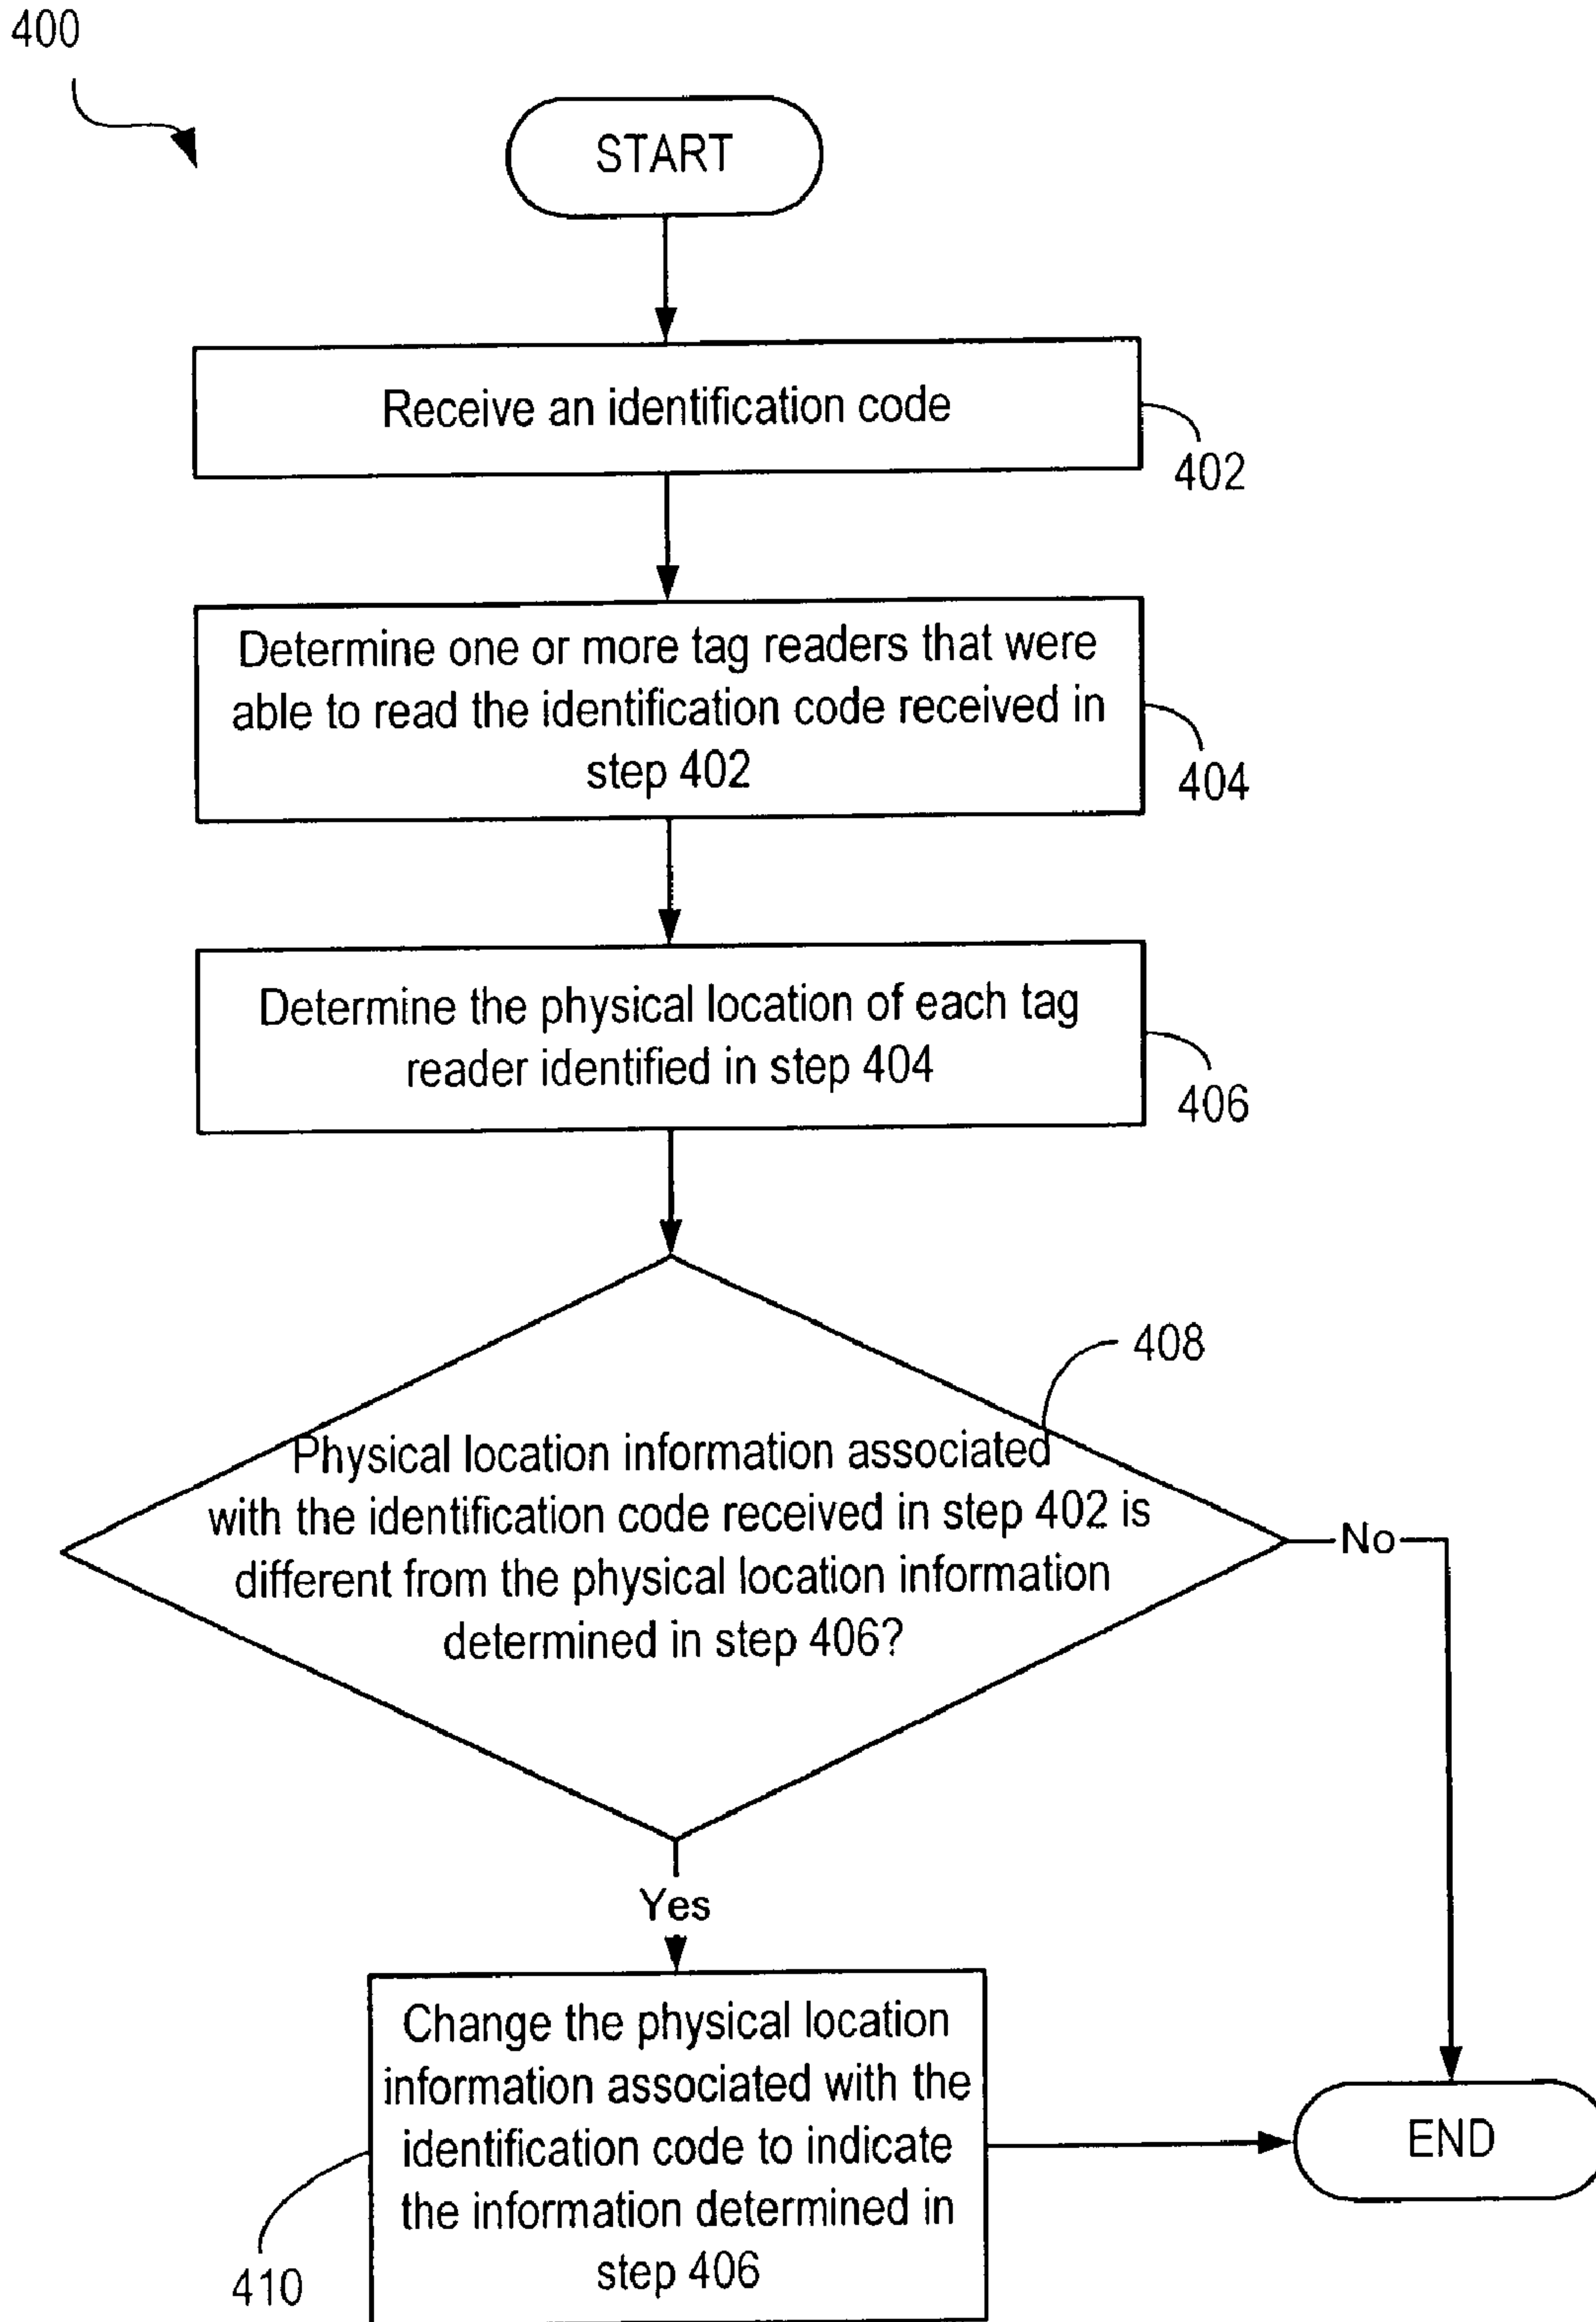 400
START
Receive an identification code
402
Determine one or more tag readers that were
able to read the identification code received in
step 402
404
Determine the physical location of each tag
reader identified in step 404
406
408
Physical location information associated
with the identification code received in step 402 is
different from the physical location information
determined in step 406?
No
Yes
Change the physical location
information associated with the
identification code to indicate
the information determined in
step 406
410
END